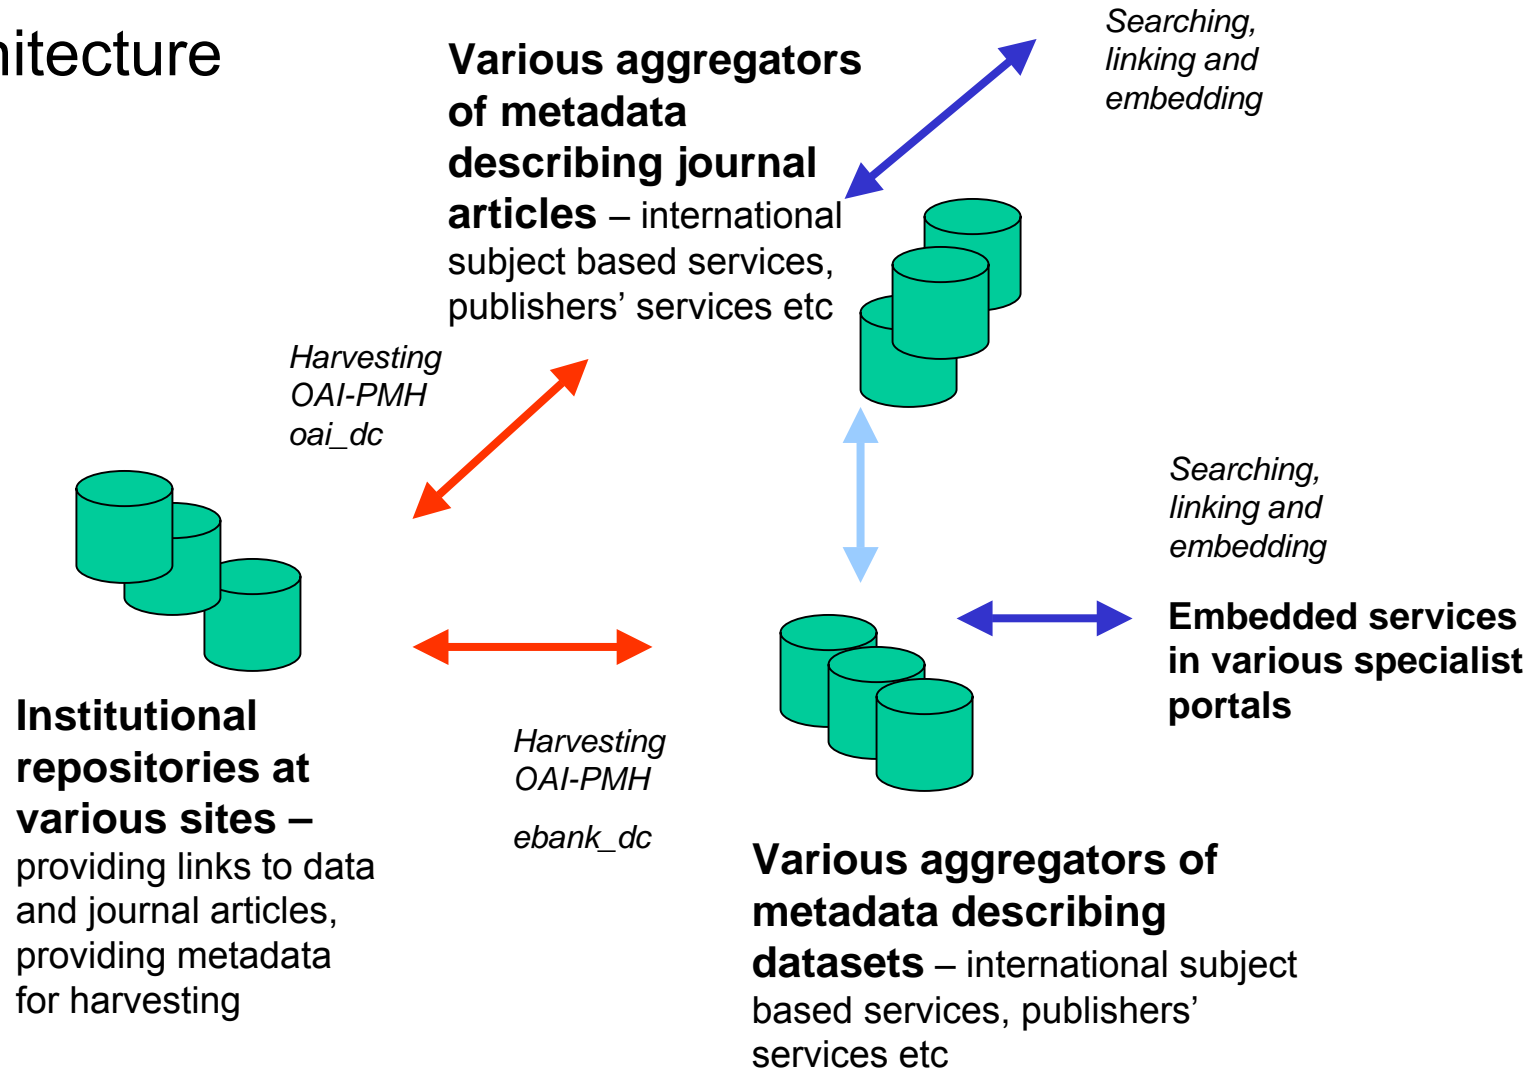 hitecture
Various aggregators
of metadata
describing journal
articles – international
subject based services,
publishers’ services etc
Searching,
linking and
embedding
Harvesting
OAI-PMH
oai_dc
Searching,
linking and
embedding
Embedded services
in various specialist
portals
Institutional
repositories at
various sites –
providing links to data
and journal articles,
providing metadata
for harvesting
Harvesting
OAI-PMH
ebank_dc
Various aggregators of
metadata describing
datasets – international subject
based services, publishers’
services etc